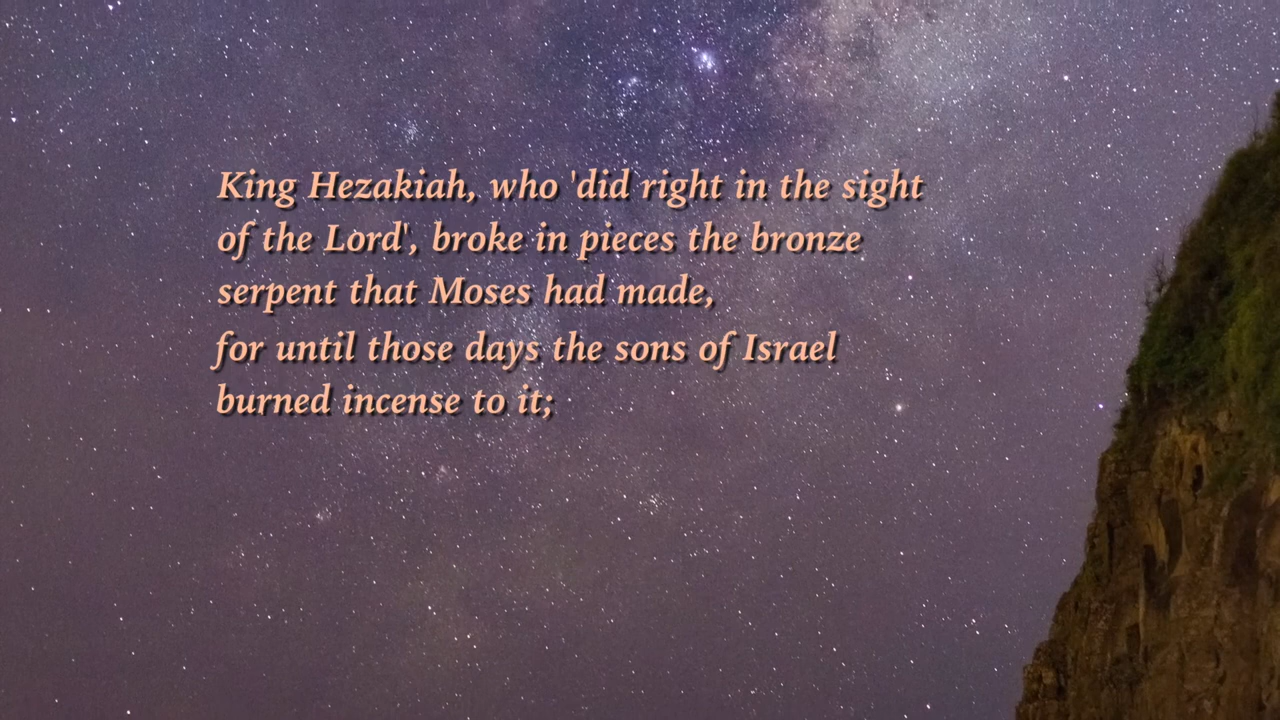 King Hezakiah, who 'did right in the sight
of the Lord', broke in pieces the bronze
serpent that Moses had made,
for until those days the sons of Israel
burned incense to it;